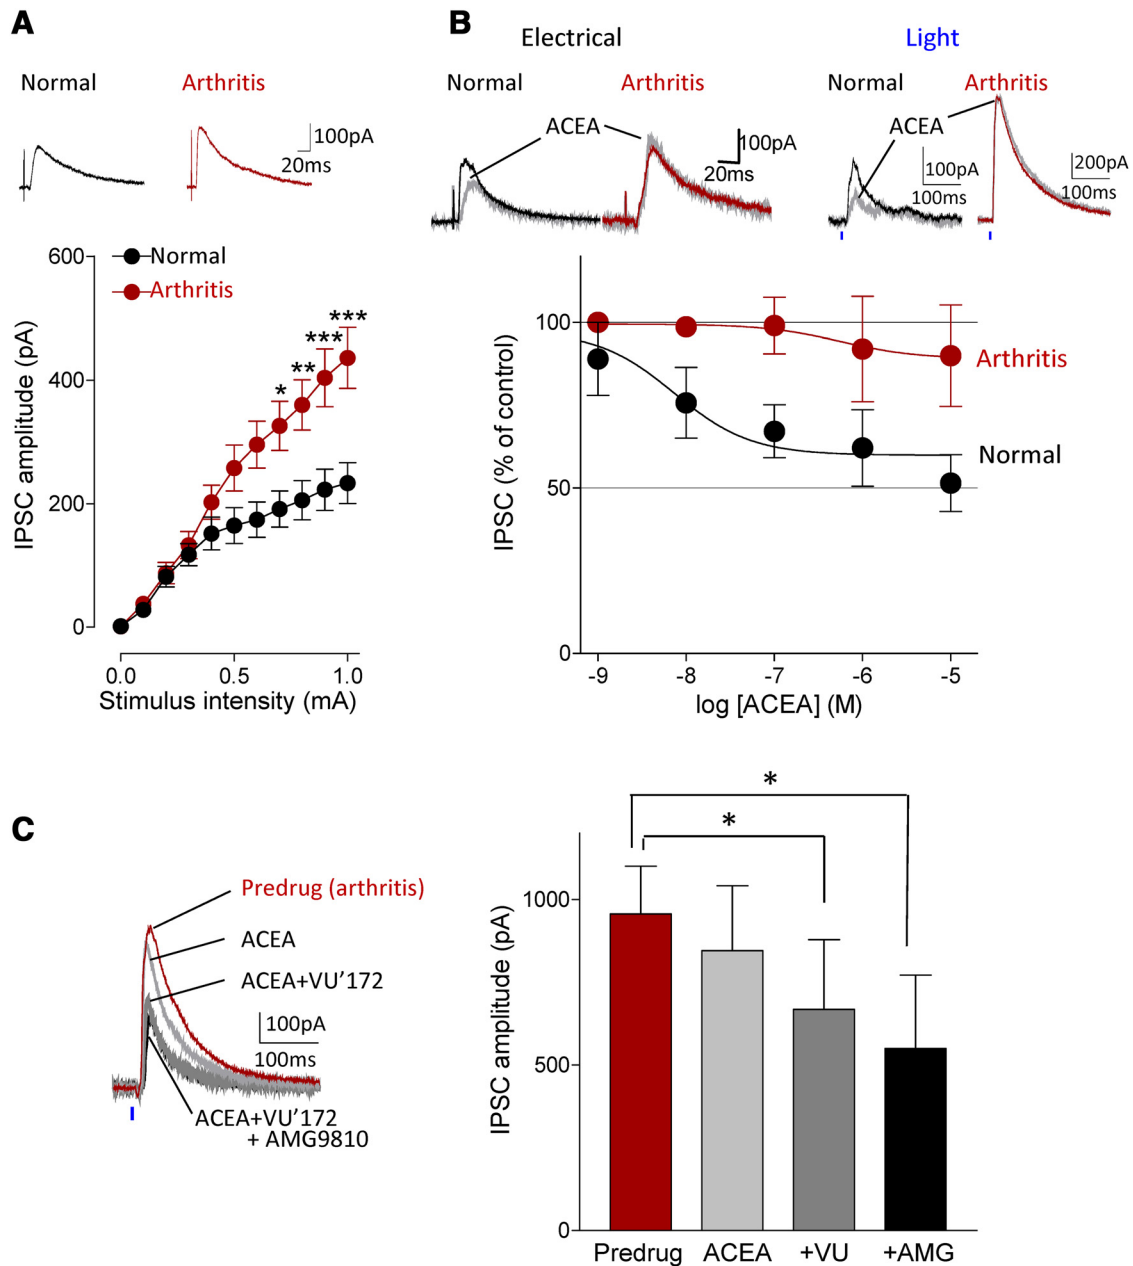 A
Normal
Arthritis
100pA
20ms
600
Normal
Arthritis
***
***
**
*
400
200
0
IPSC amplitude (pA)
0.0
0.5
1.0
Stimulus intensity (mA)
B
Electrical
Light
Normal
Arthritis
Normal
Arthritis
ACEA
100pA
20ms
ACEA
100pA
100ms
200pA
100ms
100
50
0
IPSC (% of control)
Arthritis
Normal
-9
-8
-7
-6
-5
log [ACEA] (M)
C
Predrug (arthritis)
ACEA
ACEA+VU’172
100pA
100ms
ACEA+VU’172
+ AMG9810
*
*
1000
500
0
IPSC amplitude (pA)
Predrug
ACEA
+VU
+AMG